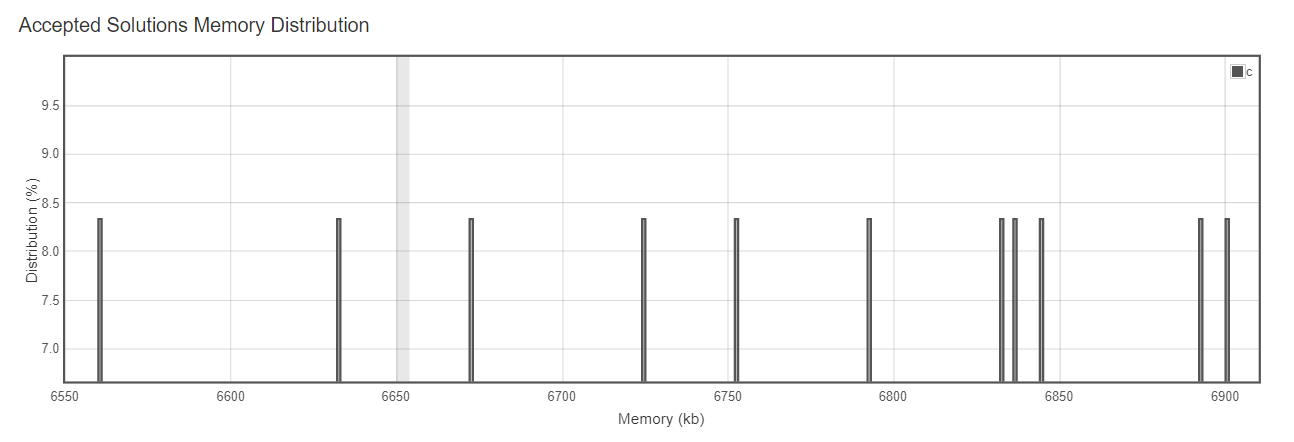 Accepted Solutions Memory Distribution
c
9.5
9.0
8.5
8.0
7.5
7.0
Distribution (%)
6550 6600 6650 6700 6750 6800 6850 6900
Memory (kb)